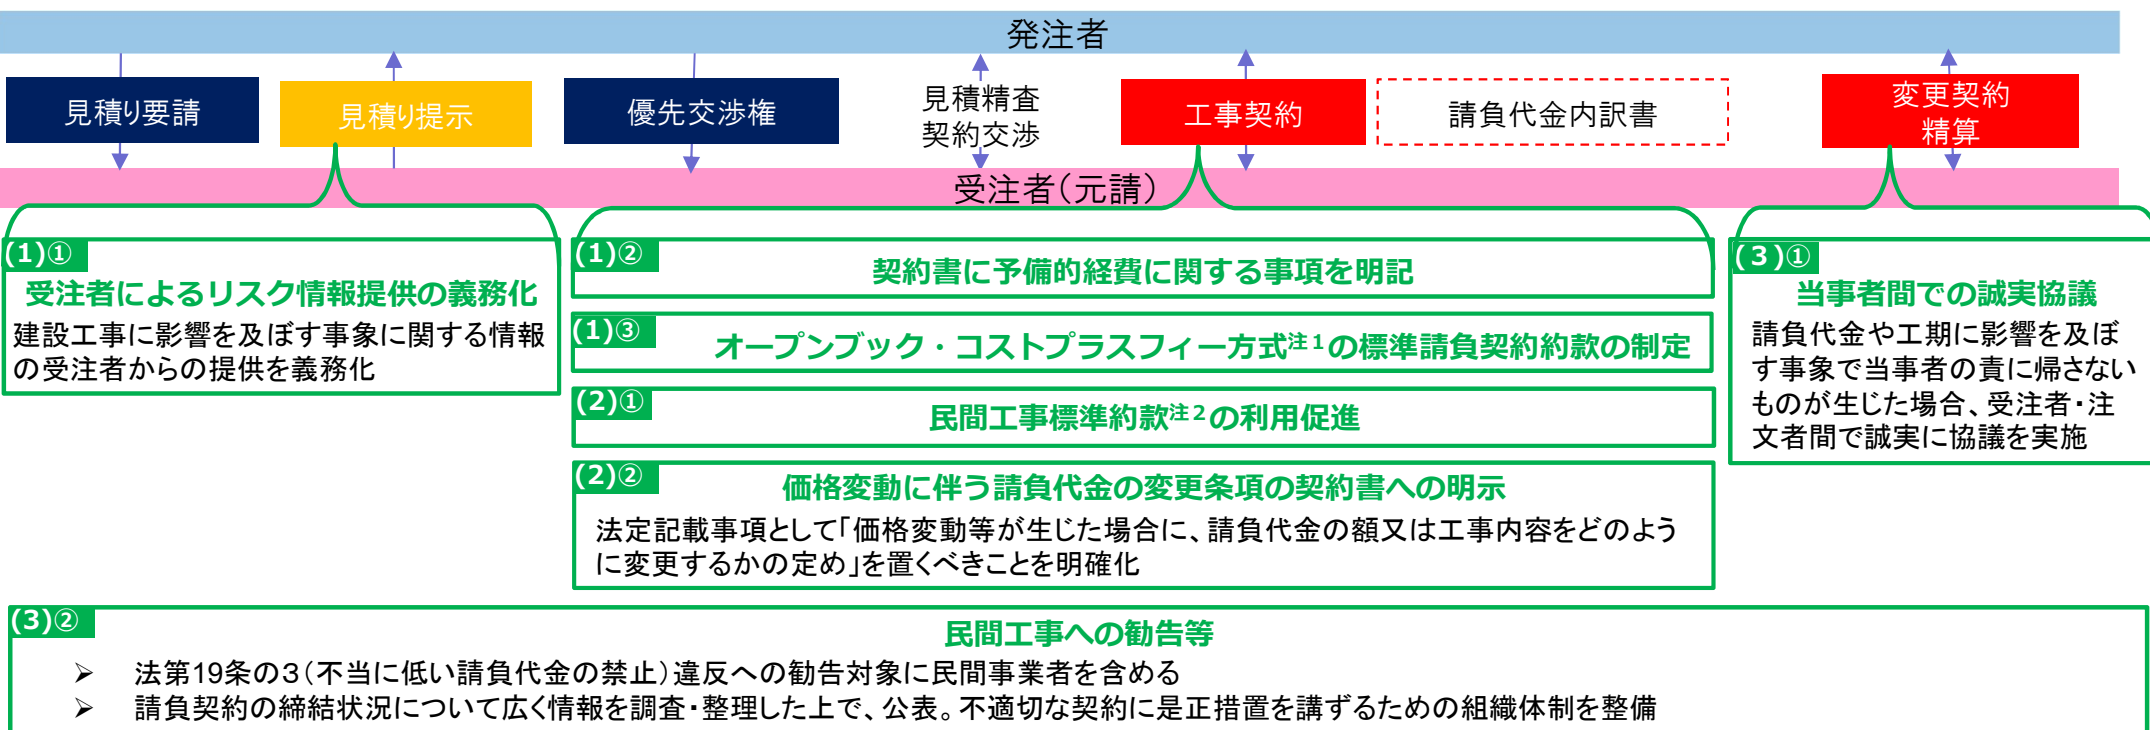 発注者
見積り要請
見積り提示
優先交渉権
見積精査
契約交渉
工事契約
請負代金内訳書
変更契約
精算
受注者(元請)
(1)①
受注者によるリスク情報提供の義務化
建設工事に影響を及ぼす事象に関する情報
の受注者からの提供を義務化
(1)②
契約書に予備的経費に関する事項を明記
(1)③
オープンブック・コストプラスフィー方式注1の標準請負契約約款の制定
(2)①
民間工事標準約款注2の利用促進
(2)②
価格変動に伴う請負代金の変更条項の契約書への明示
法定記載事項として「価格変動等が生じた場合に、請負代金の額又は工事内容をどのよう
に変更するかの定め」を置くべきことを明確化
(3)①
当事者間での誠実協議
請負代金や工期に影響を及ぼ
す事象で当事者の責に帰さない
ものが生じた場合、受注者・注
文者間で誠実に協議を実施
(3)②
民間工事への勧告等
➢ 法第19条の3(不当に低い請負代金の禁止)違反への勧告対象に民間事業者を含める
➢ 請負契約の締結状況について広く情報を調査・整理した上で、公表。不適切な契約に是正措置を講ずるための組織体制を整備